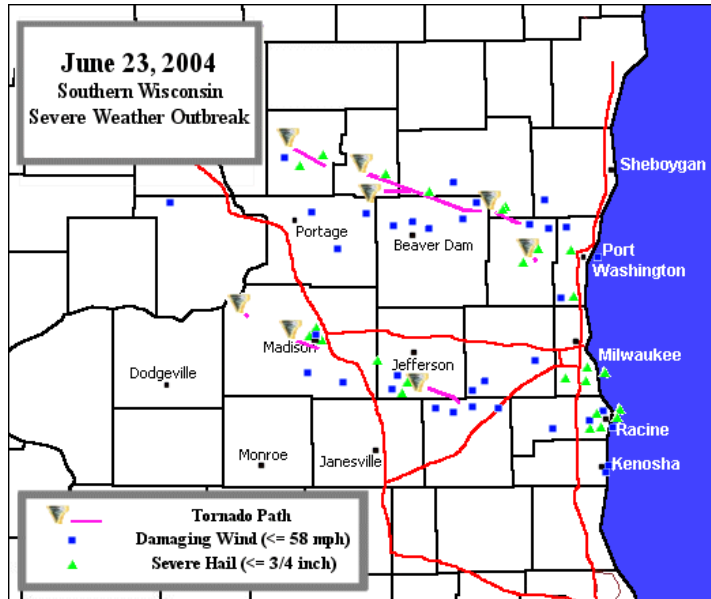 June 23, 2004
Southern Wisconsin
Severe Weather Outbreak
Sheboygan
Portage
Beaver Dam
Port
Washington
Madison
Milwaukee
Jefferson
Dodgeville
Racine
Monroe
Janesville
Kenosha
Tornado Path
Damaging Wind (<= 58 mph)
Severe Hail (<= 3/4 inch)